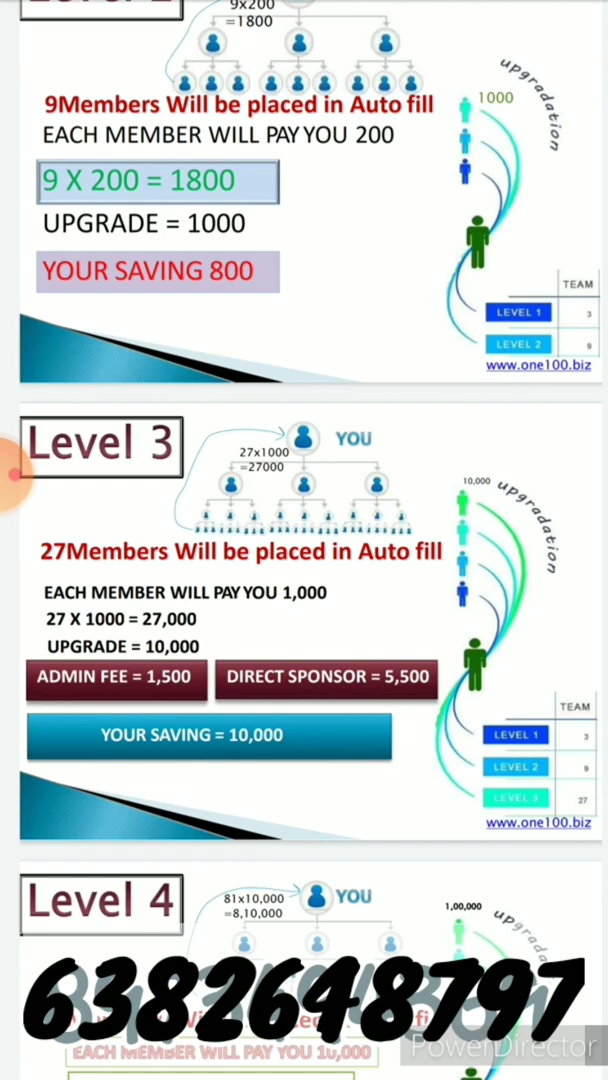 9x200
=1800
9Members Will be placed in Auto fill
EACH MEMBER WILL PAY YOU 200
9 X 200 = 1800
UPGRADE = 1000
YOUR SAVING 800
1000
upgradation
TEAM
LEVEL 1 3
LEVEL 2 9
www.one100.biz
Level 3
YOU
27x1000
=27000
27Members Will be placed in Auto fill
EACH MEMBER WILL PAY YOU 1,000
27 X 1000 = 27,000
UPGRADE = 10,000
ADMIN FEE = 1,500
DIRECT SPONSOR = 5,500
YOUR SAVING = 10,000
10,000
upgradation
TEAM
LEVEL 1 3
LEVEL 2 9
LEVEL 3 27
www.one100.biz
Level 4
81x10,000
=8,10,000
YOU
1,00,000
6382648797
EACH MEMBER WILL PAY YOU 10,000
PowerDirector